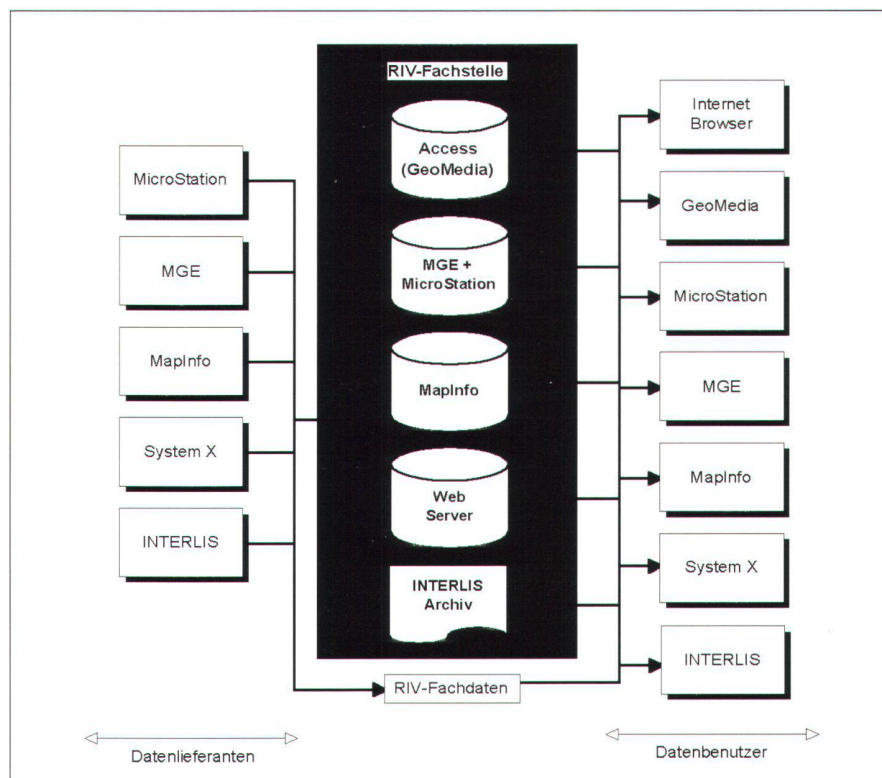 RIV-Fachstelle
Access
(GeoMedia)
MGE +
MicroStation
MapInfo
Web
Server
INTERLIS
Archiv
MicroStation
MGE
MapInfo
System X
INTERLIS
Internet
Browser
GeoMedia
MicroStation
MGE
MapInfo
System X
INTERLIS
RIV-Fachdaten
Datenlieferanten
Datenbenutzer